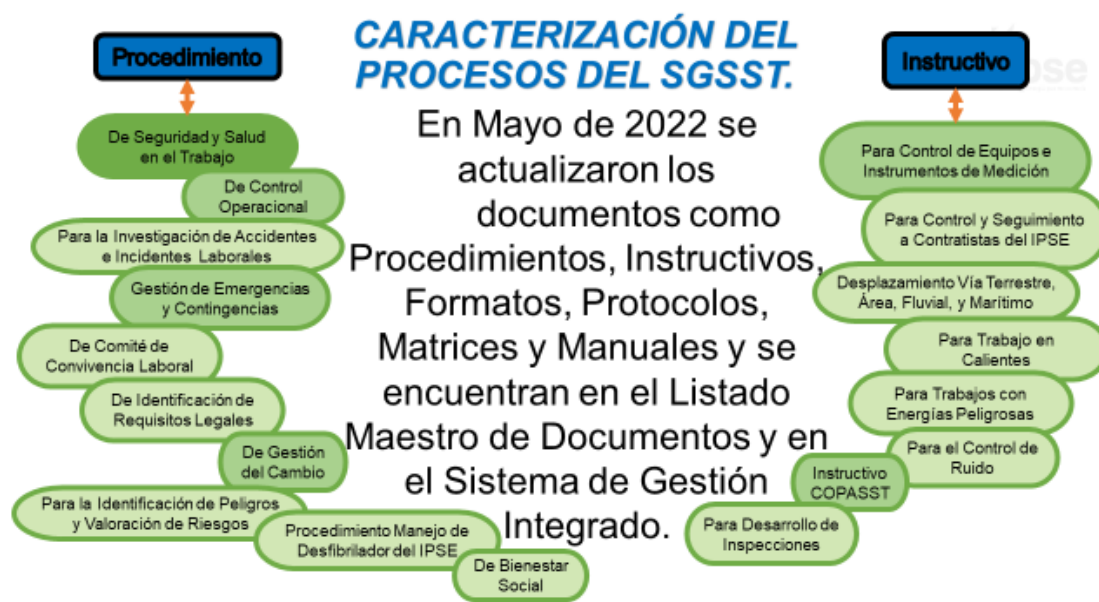 Procedimiento
De Seguridad y Salud
en el Trabajo
De Control
Operacional
Para la Investigación de Accidentes
e Incidentes Laborales
Gestión de Emergencias
y Contingencias
De Comité de
Convivencia Laboral
De Identificación de
Requisitos Legales
De Gestión
del Cambio
Para la Identificación de Peligros
y Valoración de Riesgos
Procedimiento Manejo de
Desfibrilador del IPSE
De Bienestar
Social
CARACTERIZACIÓN DEL
PROCESOS DEL SGSST.
En Mayo de 2022 se
actualizaron los
documentos como
Procedimientos, Instructivos,
Formatos, Protocolos,
Matrices y Manuales y se
encuentran en el Listado
Maestro de Documentos y en
el Sistema de Gestión
Integrado.
Instructivo
Para Control de Equipos e
Instrumentos de Medición
Para Control y Seguimiento
a Contratistas del IPSE
Desplazamiento Vía Terrestre,
Área, Fluvial, y Marítimo
Para Trabajo en
Calientes
Para Trabajos con
Energías Peligrosas
Para el Control de
Ruido
Instructivo
COPASST
Para Desarrollo de
Inspecciones